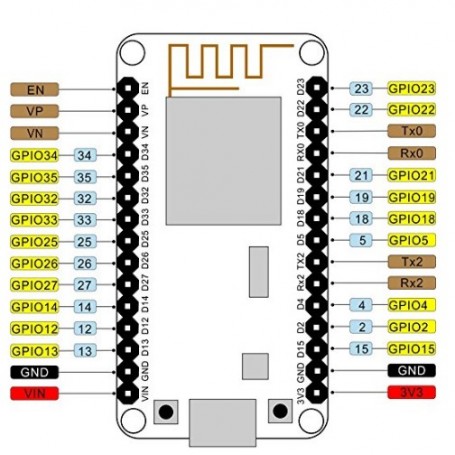 EN EN D23 23 GPIO23
VP VP D22 22 GPIO22
VN VN TX0 Tx0
GPIO34 34 D34 RX0 Rx0
GPIO35 35 D35 D21 21 GPIO21
GPIO32 32 D32 D19 19 GPIO19
GPIO33 33 D33 D18 18 GPIO18
GPIO25 25 D25 D5 5 GPIO5
GPIO26 26 D26 TX2 Tx2
GPIO27 27 D27 Rx2 Rx2
GPIO14 14 D14 D4 4 GPIO4
GPIO12 12 D12 D2 2 GPIO2
GPIO13 13 D13 D15 15 GPIO15
GND GND GND GND
VIN VIN 3V3 3V3